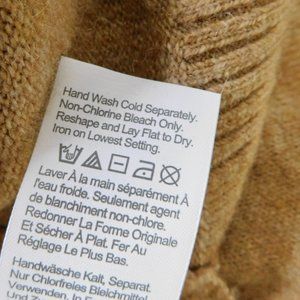 Hand Wash Cold Separately.
Non-Chlorine Bleach Only.
Reshape and Lay Flat to Dry.
Iron on Lowest Setting.
Laver À la main séparément À
l'eau froide. Seulement agent
de blanchiment non-chlore.
Redonner La Forme Originale
Et Sécher À Plat. Fer Au
Réglage Le Plus Bas.
Handwäsche Kalt, Separat.
Nur Chlorfreies Bleichmittel